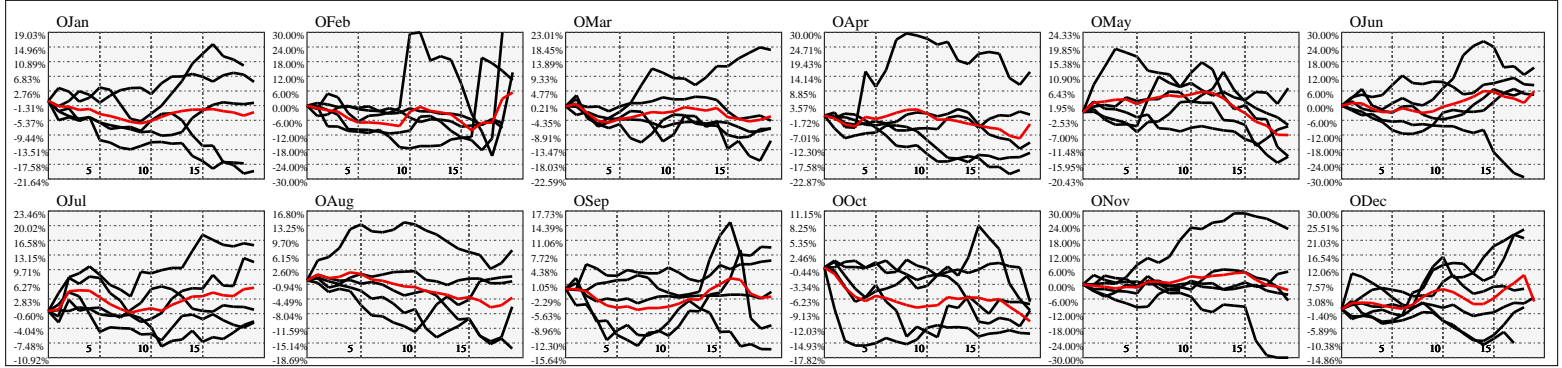 OJan OFeb OMar OApr OMay OJun
19.03% 30.00% 23.01% 30.00% 24.33% 30.00%
14.96% 24.00% 18.45% 24.71% 19.85% 24.00%
10.89% 18.00% 13.89% 19.43% 15.38% 18.00%
6.83% 12.00% 9.33% 14.14% 10.90% 12.00%
2.76% 6.00% 4.77% 8.85% 6.43% 6.00%
-1.31% 0.00% 0.21% 3.57% 1.95% 0.00%
-5.37% -6.00% -4.35% -1.72% -2.53% -6.00%
-9.44% -12.00% -8.91% -7.01% -7.00% -12.00%
-13.51% -18.00% -13.47% -12.30% -11.48% -18.00%
-17.58% -24.00% -18.03% -17.58% -15.95% -24.00%
-21.64% -30.00% -22.59% -22.87% -20.43% -30.00%
5 10 15 5 10 15 5 10 15 5 10 15 5 10 15 5 10 15
OJul OAug OSep OOct ONov ODec
23.46% 16.80% 17.73% 11.15% 30.00% 30.00%
20.02% 13.25% 14.39% 8.25% 24.00% 25.51%
16.58% 9.70% 11.06% 5.35% 18.00% 21.03%
13.15% 6.15% 7.72% 2.46% 12.00% 16.54%
9.71% 2.60% 4.38% -0.44% 6.00% 12.06%
6.27% -0.94% 1.05% -3.34% 0.00% 7.57%
2.83% -4.49% -2.29% -6.23% -6.00% 3.08%
-0.60% -8.04% -5.63% -9.13% -12.00% -1.40%
-4.04% -11.59% -8.96% -12.03% -18.00% -5.89%
-7.48% -15.14% -12.30% -14.93% -24.00% -10.38%
-10.92% -18.69% -15.64% -17.82% -30.00% -14.86%
5 10 15 5 10 15 5 10 15 5 10 15 5 10 15 5 10 15